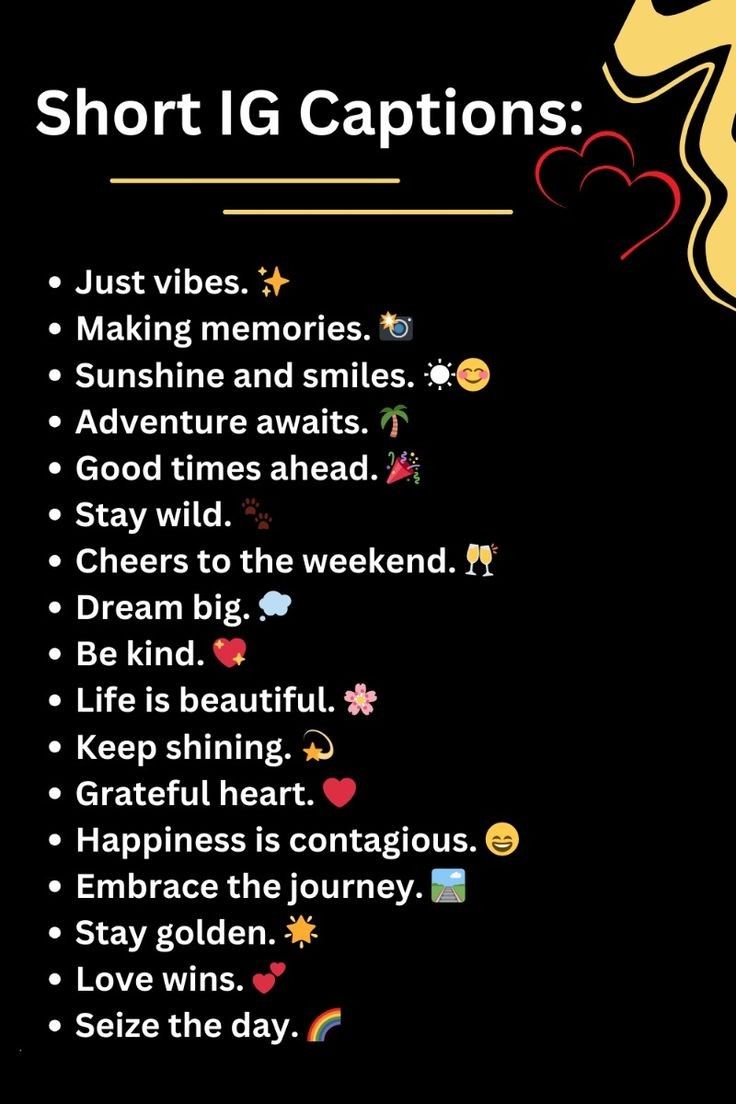 Short IG Captions:
• Just vibes. ✨
• Making memories. 📸
• Sunshine and smiles. ☀😊
• Adventure awaits. 🌴
• Good times ahead. 🎉
• Stay wild. 🐾
• Cheers to the weekend. 🥂
• Dream big. 💭
• Be kind. 💖
• Life is beautiful. 🌸
• Keep shining. 💫
• Grateful heart. ❤️
• Happiness is contagious. 😄
• Embrace the journey. 🛤️
• Stay golden. 🌟
• Love wins. 💕
• Seize the day. 🌈